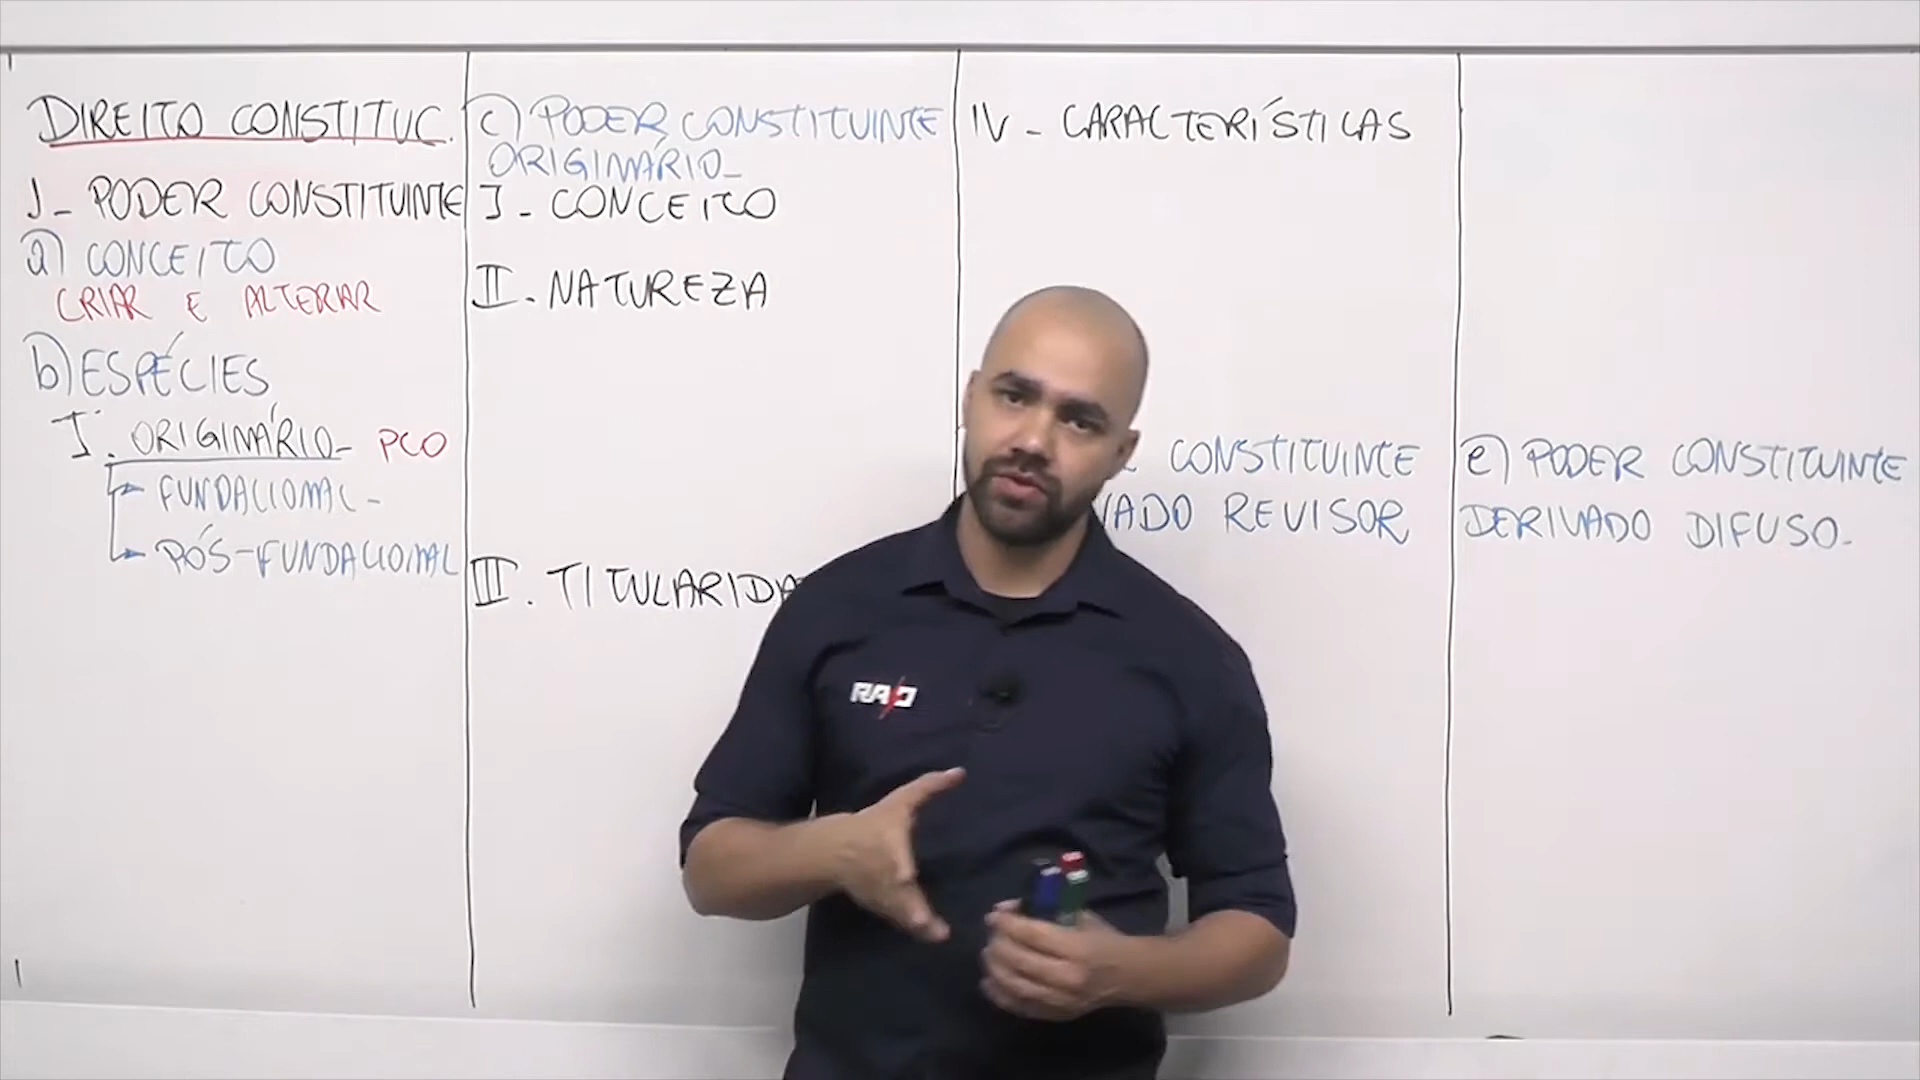 DIREITO CONSTITUC.
I - PODER CONSTITUINTE
a) CONCEITO
CRIAR E ALTERAR
b) ESPÉCIES
I. ORIGINÁRIO - PCO
FUNDACIONAL -
PÓS-FUNDACIONAL
c) PODER CONSTITUINTE
ORIGINÁRIO -
I - CONCEITO
II. NATUREZA
III. TITULARIDA
IV - CARACTERÍSTICAS
CONSTITUINTE
VADO REVISOR
e) PODER CONSTITUINTE
DERIVADO DIFUSO.